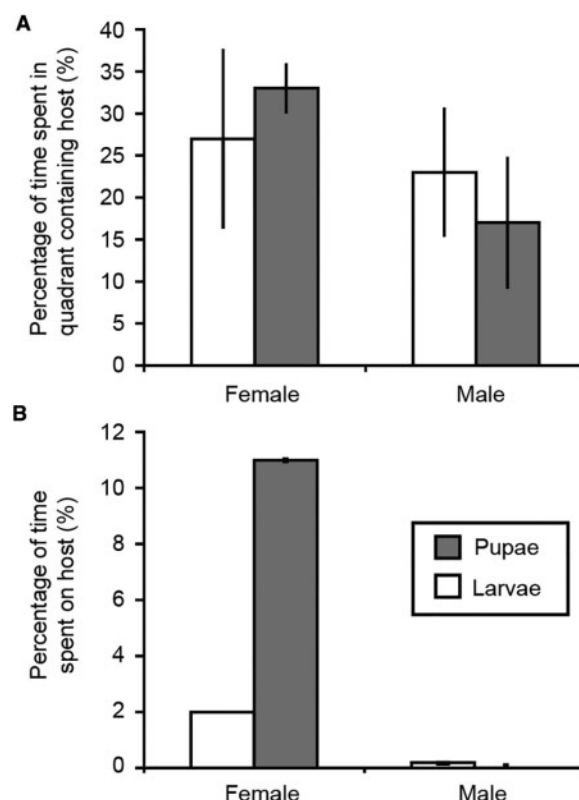 A
Percentage of time spent in
quadrant containing host (%)
40
35
30
25
20
15
10
5
0
Female
Male
B
Percentage of time
spent on host (%)
12
10
8
6
4
2
0
Pupae
Larvae
Female
Male